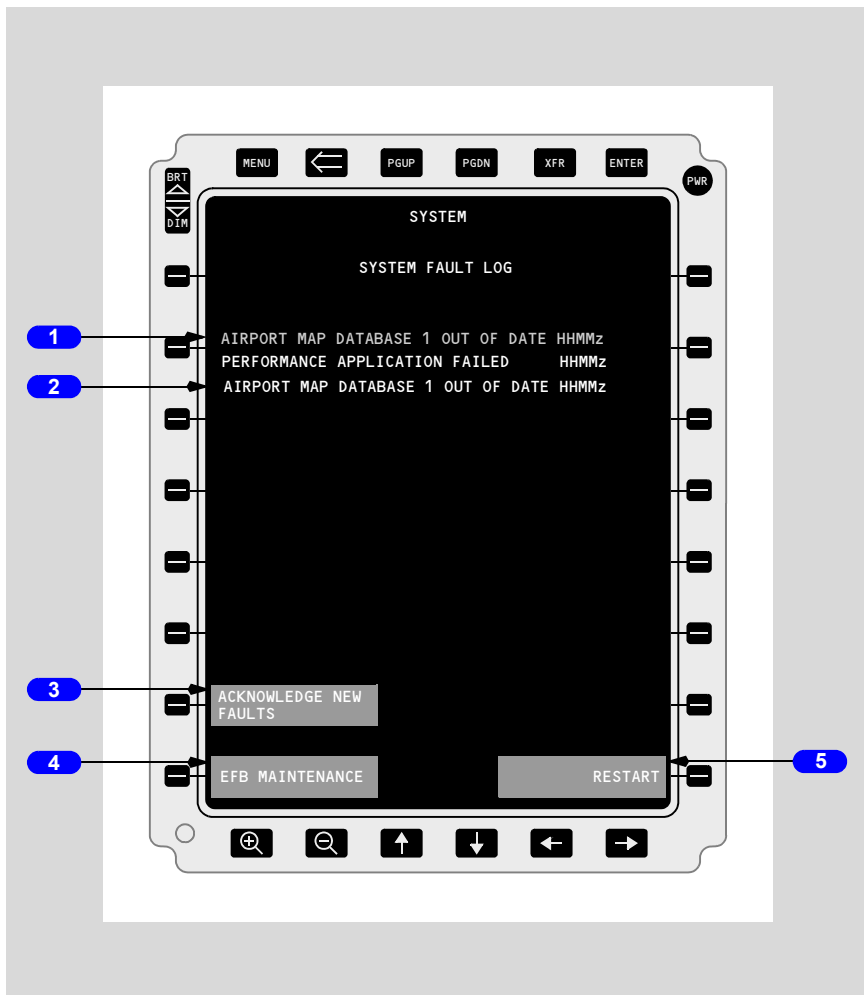 MENU PGUP PGDN XFR ENTER
BRT
DIM
PWR
SYSTEM
SYSTEM FAULT LOG
1
AIRPORT MAP DATABASE 1 OUT OF DATE HHMMz
PERFORMANCE APPLICATION FAILED HHMMz
2
AIRPORT MAP DATABASE 1 OUT OF DATE HHMMz
3
ACKNOWLEDGE NEW
FAULTS
4
EFB MAINTENANCE
RESTART
5